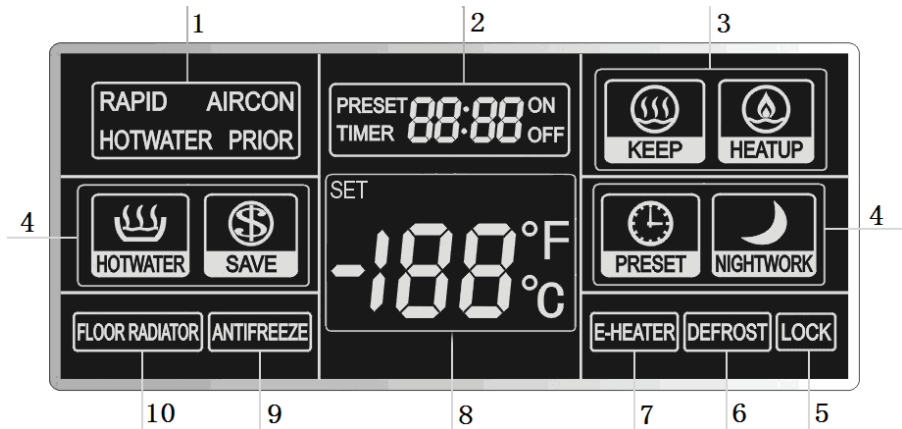 1 2 3
RAPID AIRCON
HOTWATER PRIOR
PRESET 88:88 ON
TIMER OFF
KEEP HEATUP
4 HOTWATER SAVE
SET
-188 °F
°C
PRESET NIGHTWORK 4
FLOOR RADIATOR ANTIFREEZE
E-HEATER DEFROST LOCK
10 9 8 7 6 5